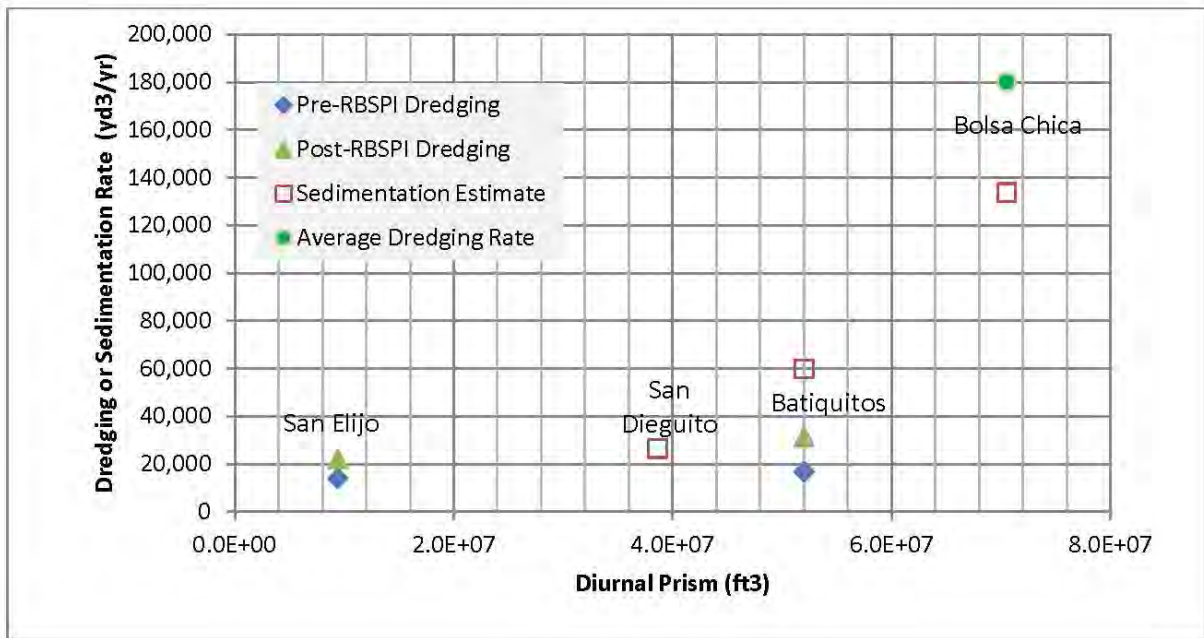 200,000
180,000
160,000
140,000
120,000
100,000
80,000
60,000
40,000
20,000
0
Dredging or Sedimentation Rate (yd3/yr)
Pre-RBSPI Dredging
Post-RBSPI Dredging
Sedimentation Estimate
Average Dredging Rate
Bolsa Chica
San Elijo
San
Dieguito
Batiquitos
0.0E+00 2.0E+07 4.0E+07 6.0E+07 8.0E+07
Diurnal Prism (ft3)